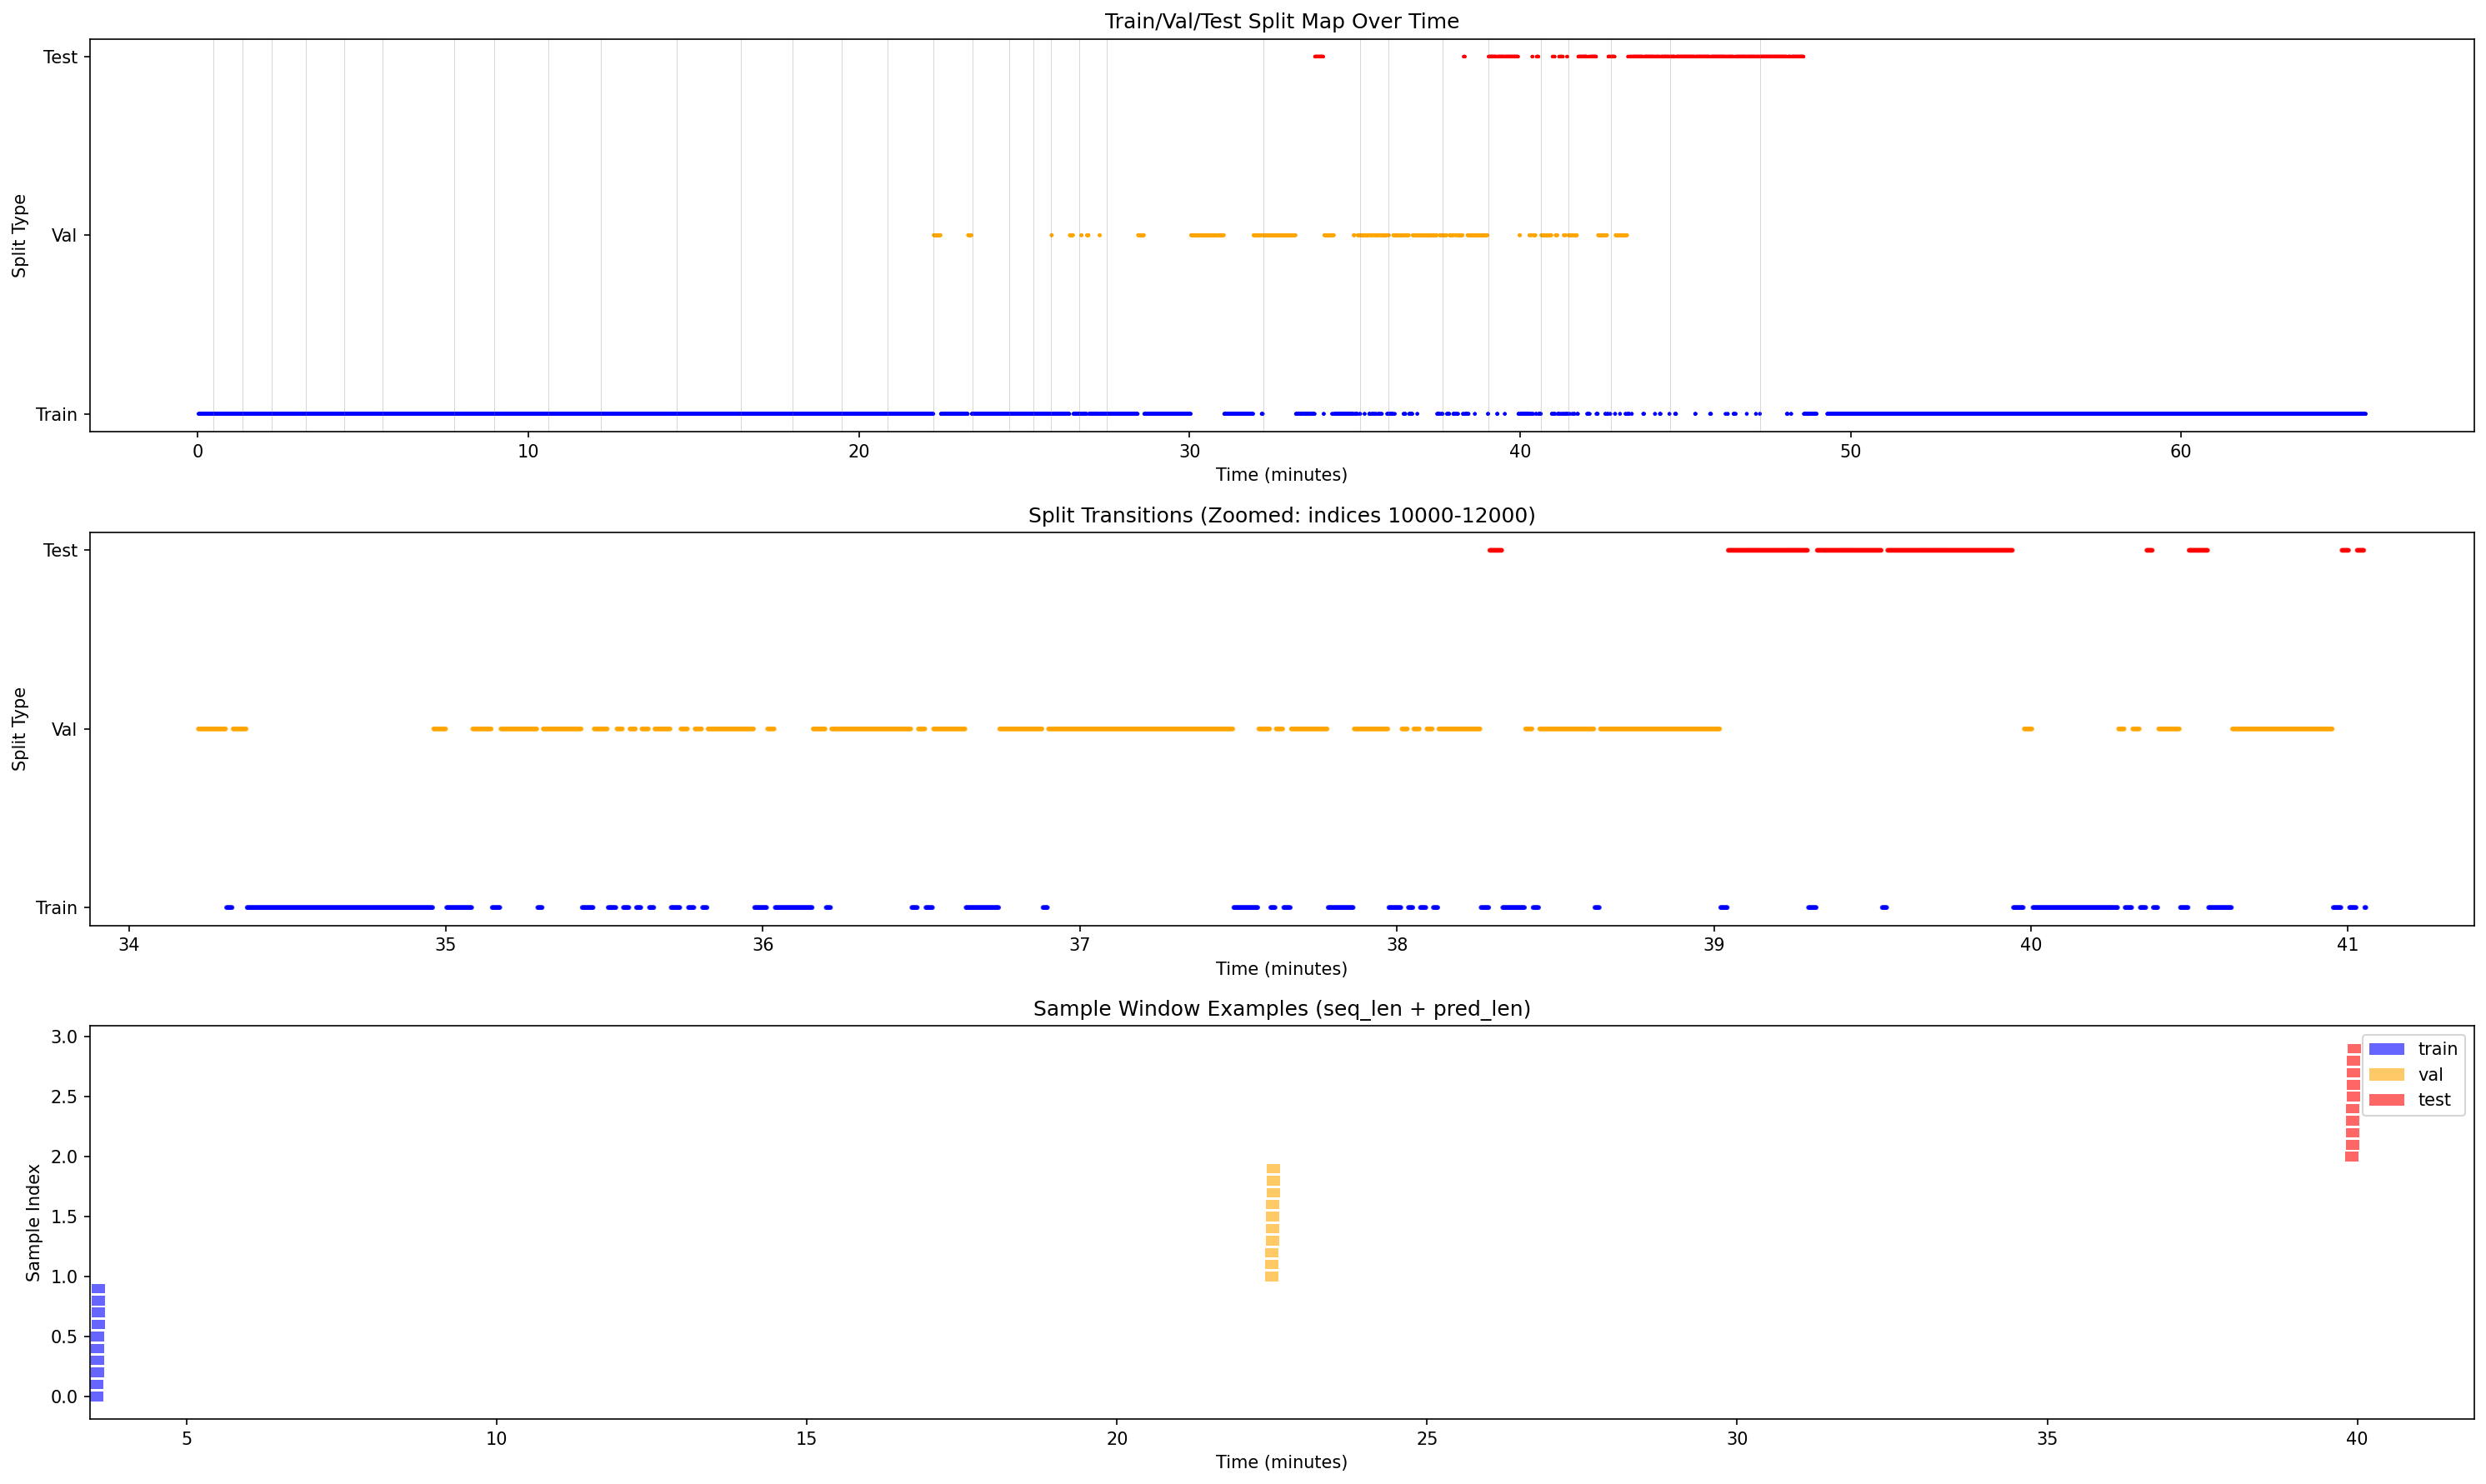 Train/Val/Test Split Map Over Time
Test
Val
Train
Split Type
0 10 20 30 40 50 60
Time (minutes)
Split Transitions (Zoomed: indices 10000-12000)
Test
Val
Train
Split Type
34 35 36 37 38 39 40 41
Time (minutes)
Sample Window Examples (seq_len + pred_len)
3.0
2.5
2.0
1.5
1.0
0.5
0.0
Sample Index
train
val
test
5 10 15 20 25 30 35 40
Time (minutes)